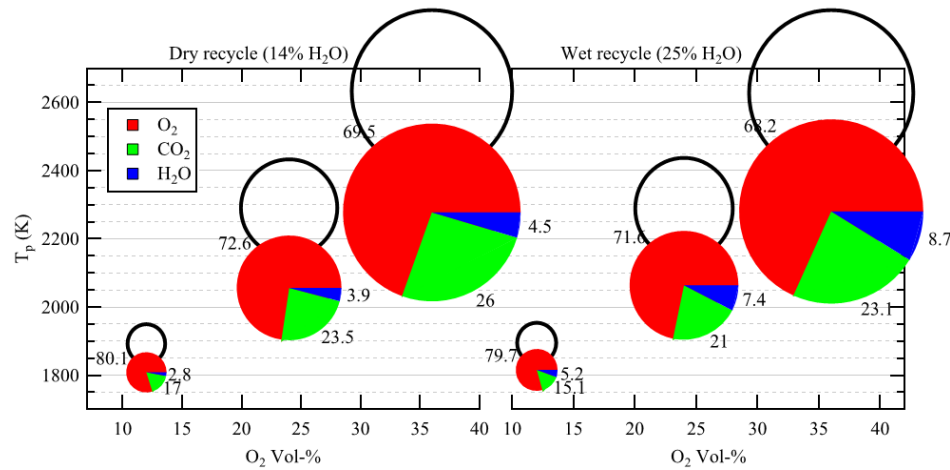 Dry recycle (14% H₂O)
Wet recycle (25% H₂O)
Tp (K)
2600
2400
2200
2000
1800
O₂
CO₂
H₂O
69.5
4.5
26
72.6
3.9
23.5
80.1
2.8
17
68.2
8.7
23.1
71.6
7.4
21
79.7
5.2
15.1
10 15 20 25 30 35 40
10 15 20 25 30 35 40
O₂ Vol-%
O₂ Vol-%